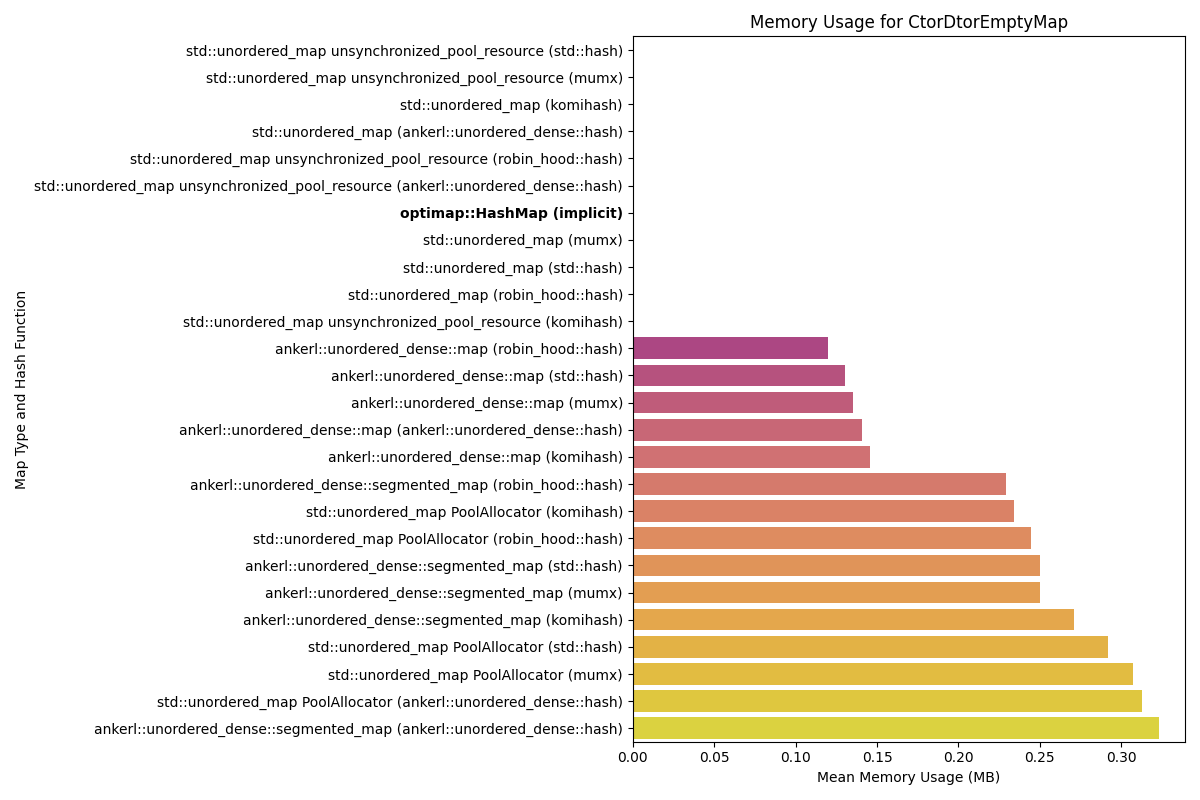 Memory Usage for CtorDtorEmptyMap
Map Type and Hash Function
std::unordered_map unsynchronized_pool_resource (std::hash)
std::unordered_map unsynchronized_pool_resource (mumx)
std::unordered_map (komihash)
std::unordered_map (ankerl::unordered_dense::hash)
std::unordered_map unsynchronized_pool_resource (robin_hood::hash)
std::unordered_map unsynchronized_pool_resource (ankerl::unordered_dense::hash)
optimap::HashMap (implicit)
std::unordered_map (mumx)
std::unordered_map (std::hash)
std::unordered_map (robin_hood::hash)
std::unordered_map unsynchronized_pool_resource (komihash)
ankerl::unordered_dense::map (robin_hood::hash)
ankerl::unordered_dense::map (std::hash)
ankerl::unordered_dense::map (mumx)
ankerl::unordered_dense::map (ankerl::unordered_dense::hash)
ankerl::unordered_dense::map (komihash)
ankerl::unordered_dense::segmented_map (robin_hood::hash)
std::unordered_map PoolAllocator (komihash)
std::unordered_map PoolAllocator (robin_hood::hash)
ankerl::unordered_dense::segmented_map (std::hash)
ankerl::unordered_dense::segmented_map (mumx)
ankerl::unordered_dense::segmented_map (komihash)
std::unordered_map PoolAllocator (std::hash)
std::unordered_map PoolAllocator (mumx)
std::unordered_map PoolAllocator (ankerl::unordered_dense::hash)
ankerl::unordered_dense::segmented_map (ankerl::unordered_dense::hash)
0.00 0.05 0.10 0.15 0.20 0.25 0.30
Mean Memory Usage (MB)